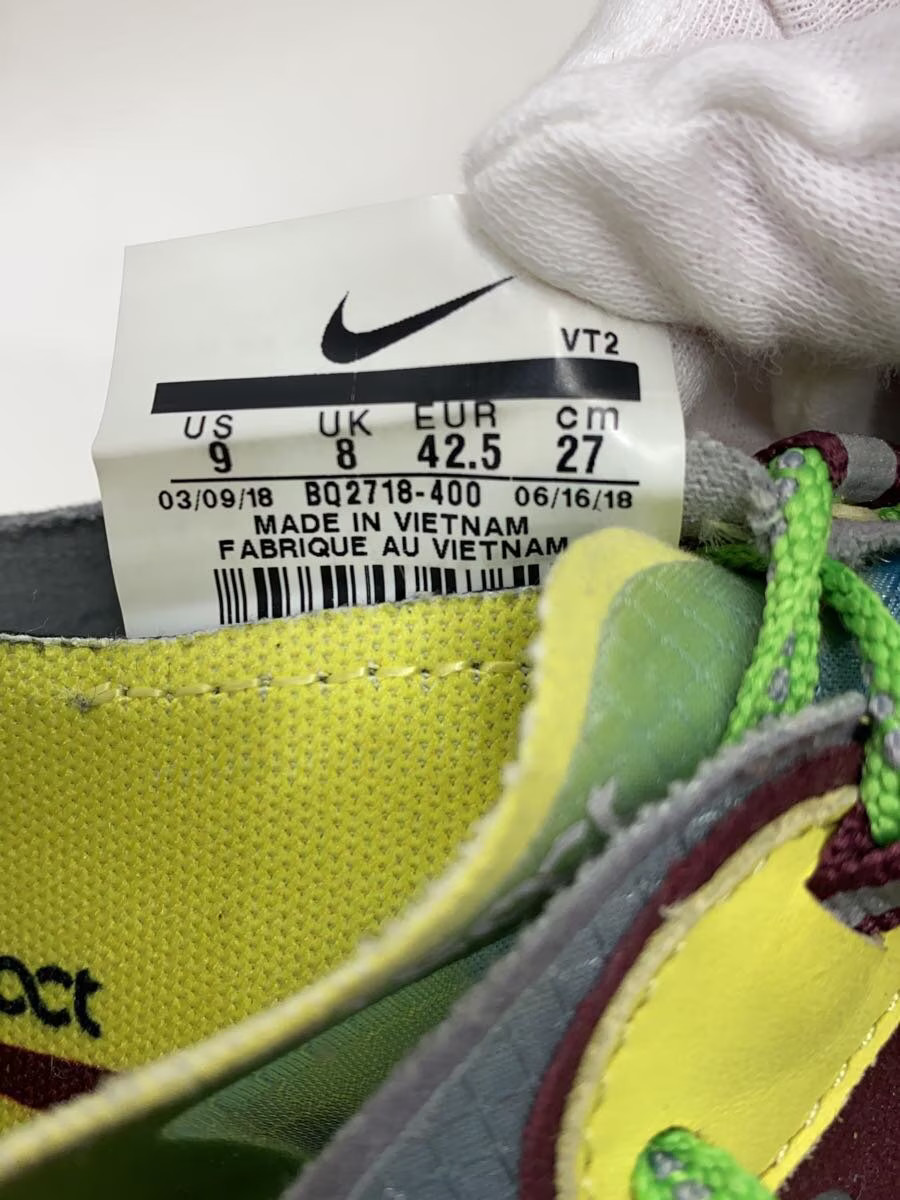 VT2
US UK EUR cm
9 8 42.5 27
03/09/18 BQ2718-400 06/16/18
MADE IN VIETNAM
FABRIQUE AU VIETNAM